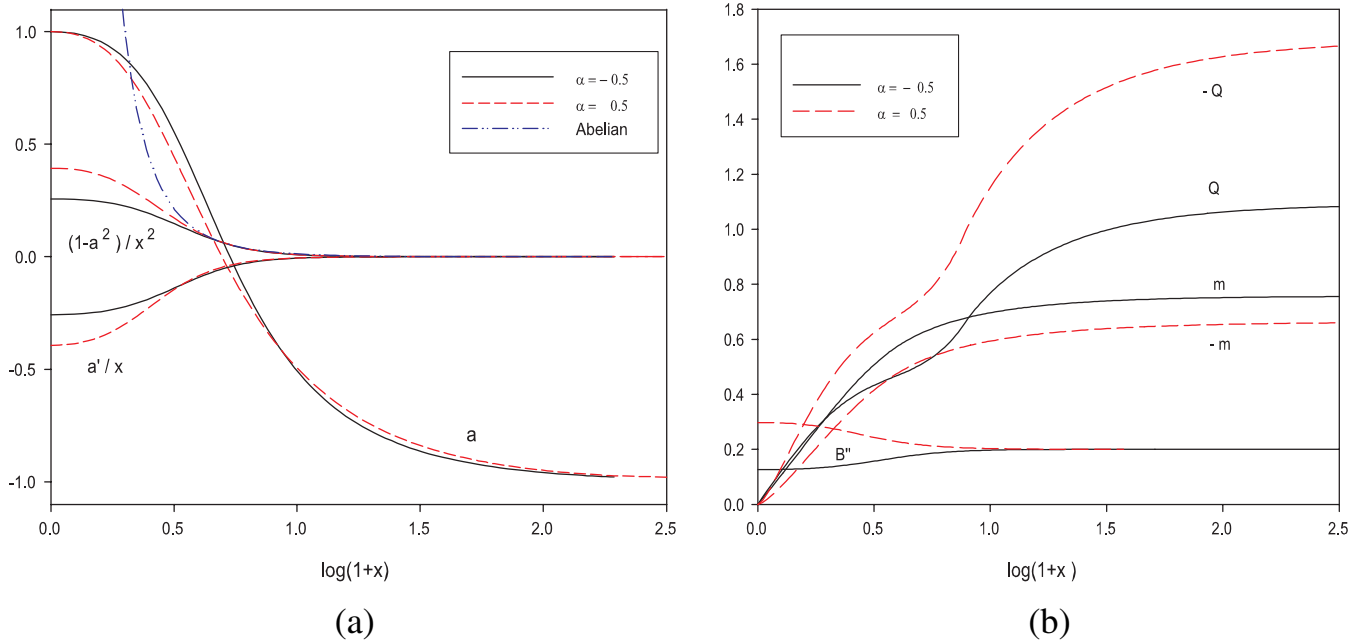 1.0
0.5
0.0
-0.5
-1.0
α = − 0.5
α = 0.5
Abelian
(1-a²) / x²
a' / x
a
0.0 0.5 1.0 1.5 2.0 2.5
log(1+x)
(a)
1.8
1.6
1.4
1.2
1.0
0.8
0.6
0.4
0.2
0.0
α = − 0.5
α = 0.5
- Q
Q
m
- m
B"
0.0 0.5 1.0 1.5 2.0 2.5
log(1+x )
(b)